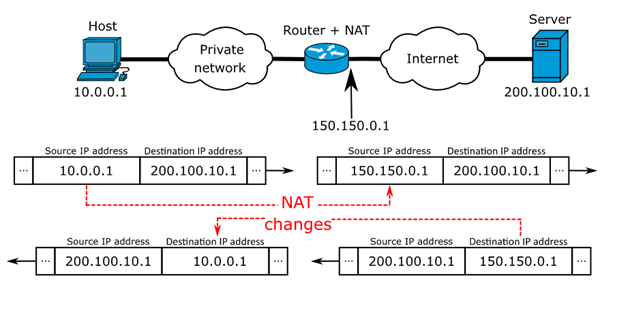 Host
Router + NAT
Server
Private
network
Internet
10.0.0.1
200.100.10.1
150.150.0.1
Source IP address Destination IP address
... 10.0.0.1 200.100.10.1 ...
Source IP address Destination IP address
... 150.150.0.1 200.100.10.1 ...
NAT
changes
Source IP address Destination IP address
... 200.100.10.1 10.0.0.1 ...
Source IP address Destination IP address
... 200.100.10.1 150.150.0.1 ...